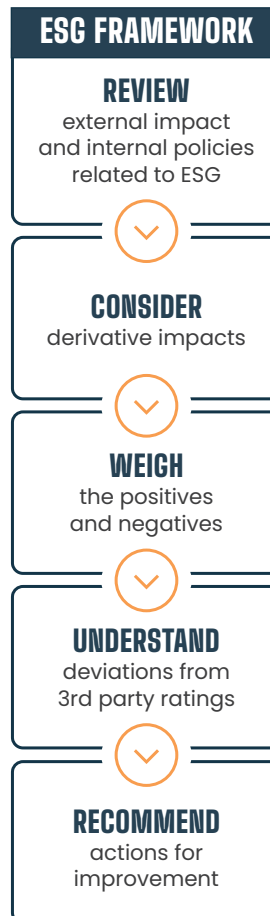 ESG FRAMEWORK
REVIEW
external impact
and internal policies
related to ESG
CONSIDER
derivative impacts
WEIGH
the positives
and negatives
UNDERSTAND
deviations from
3rd party ratings
RECOMMEND
actions for
improvement